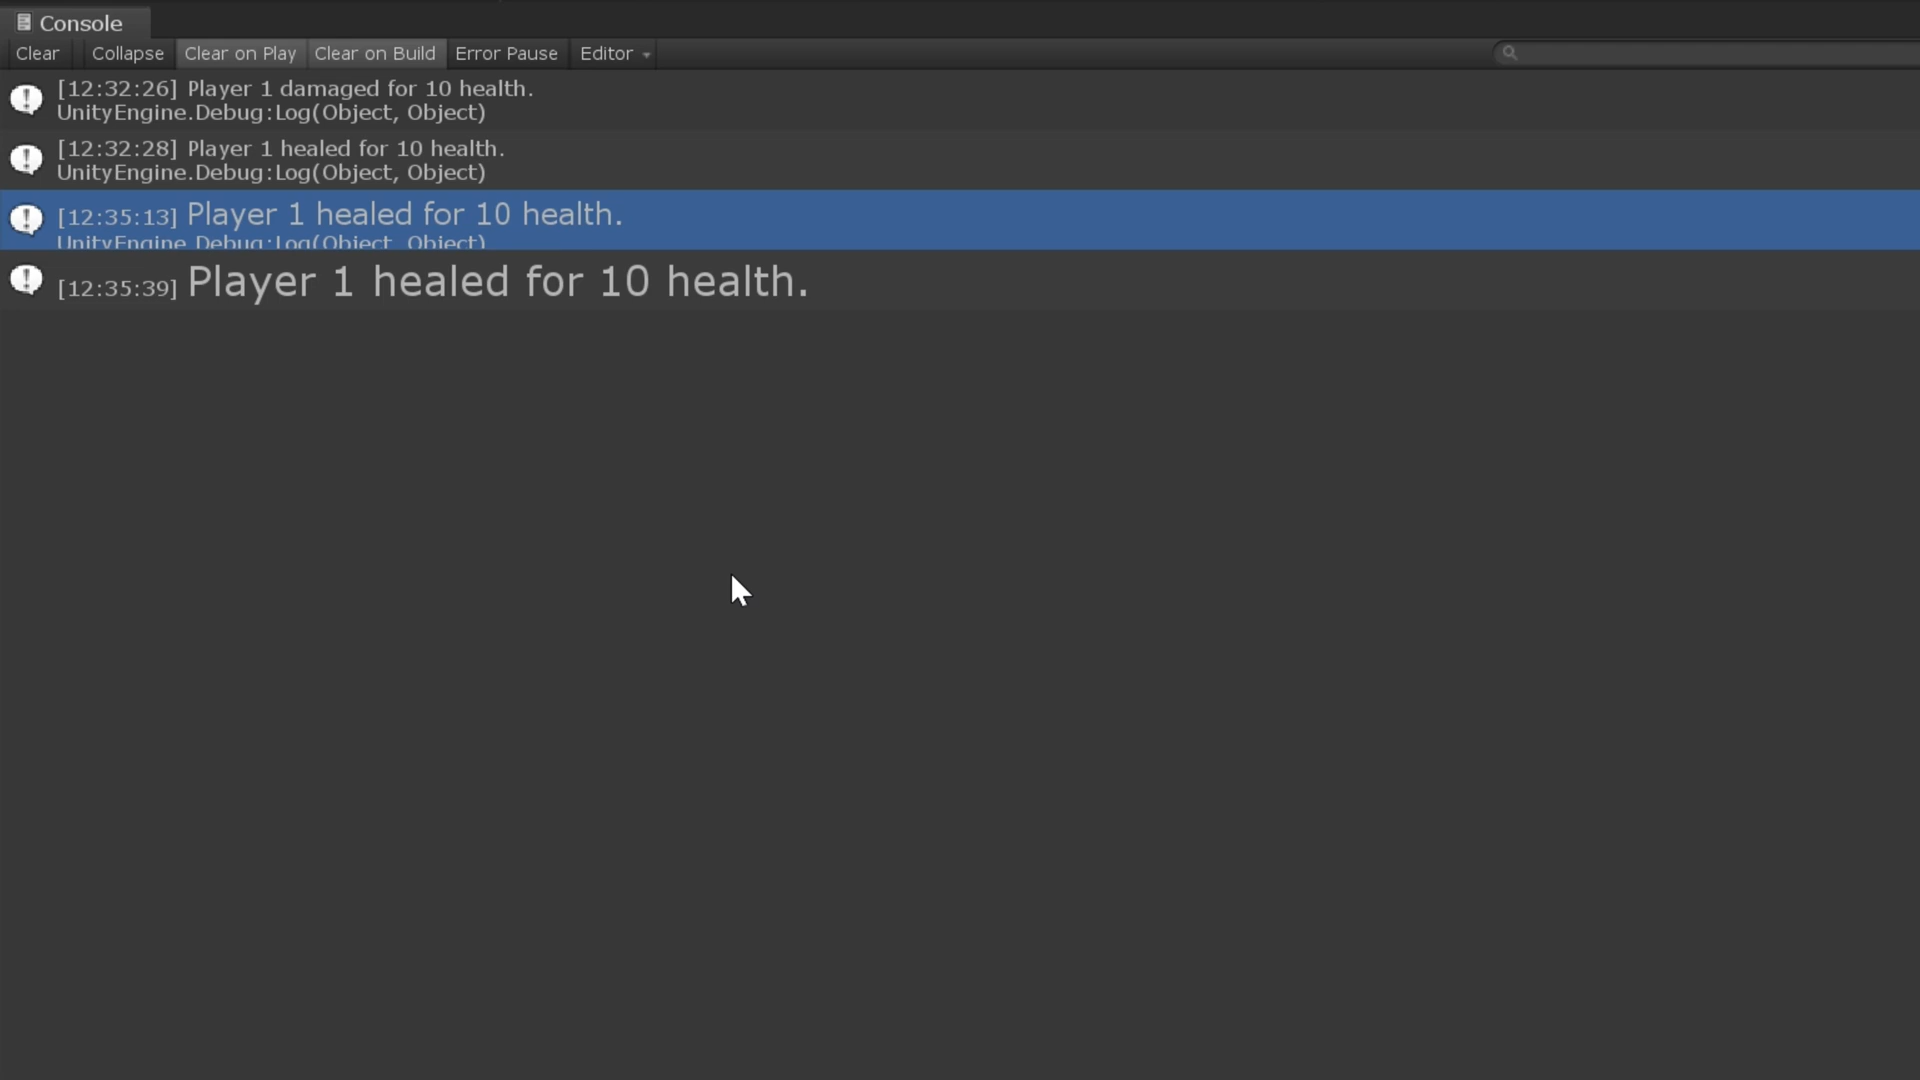 Console
Clear Collapse Clear on Play Clear on Build Error Pause Editor
[12:32:26] Player 1 damaged for 10 health.
UnityEngine.Debug:Log(Object, Object)
[12:32:28] Player 1 healed for 10 health.
UnityEngine.Debug:Log(Object, Object)
[12:35:13] Player 1 healed for 10 health.
UnityEngine.Debug:Log(Object, Object)
[12:35:39] Player 1 healed for 10 health.